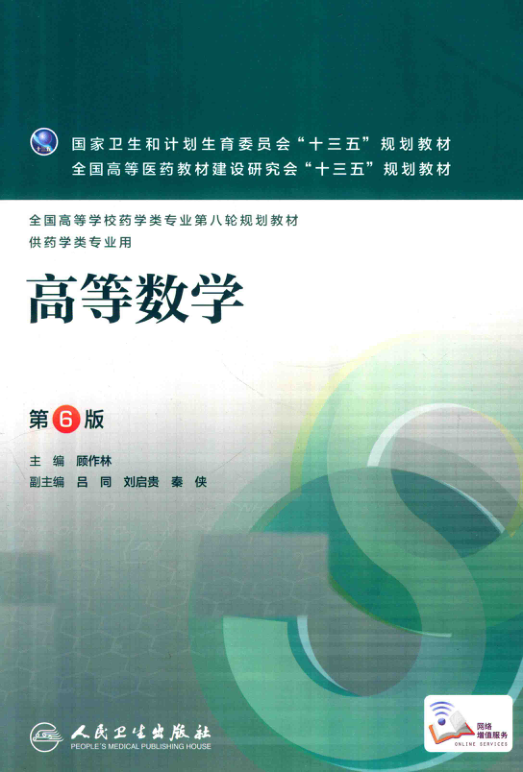 国家卫生和计划生育委员会“十三五”规划教材
全国高等医药教材建设研究会“十三五”规划教材
全国高等学校药学类专业第八轮规划教材
供药学类专业用
高等数学
第6版
主 编 顾作林
副主编 吕 同 刘启贵 秦 侠
人民卫生出版社
PEOPLE'S MEDICAL PUBLISHING HOUSE
网络
增值服务
ONLINE SERVICES